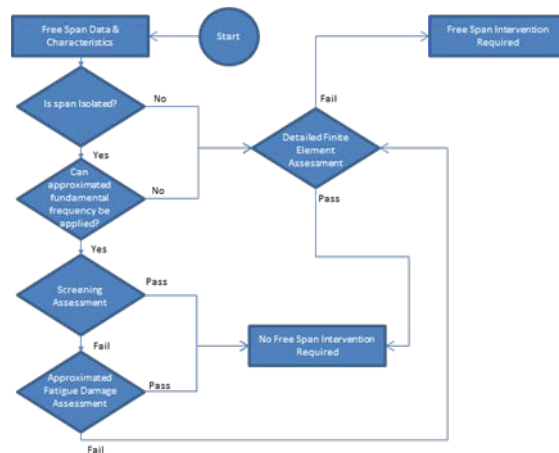 Free Span Data &
Characteristics
Start
Free Span Intervention
Required
Is span Isolated?
No
Fail
Yes
Detailed Finite
Element
Assessment
Can
approximated
fundamental
frequency be
applied?
No
Pass
Yes
Screening
Assessment
Pass
No Free Span Intervention
Required
Fail
Approximated
Fatigue Damage
Assessment
Pass
Fail